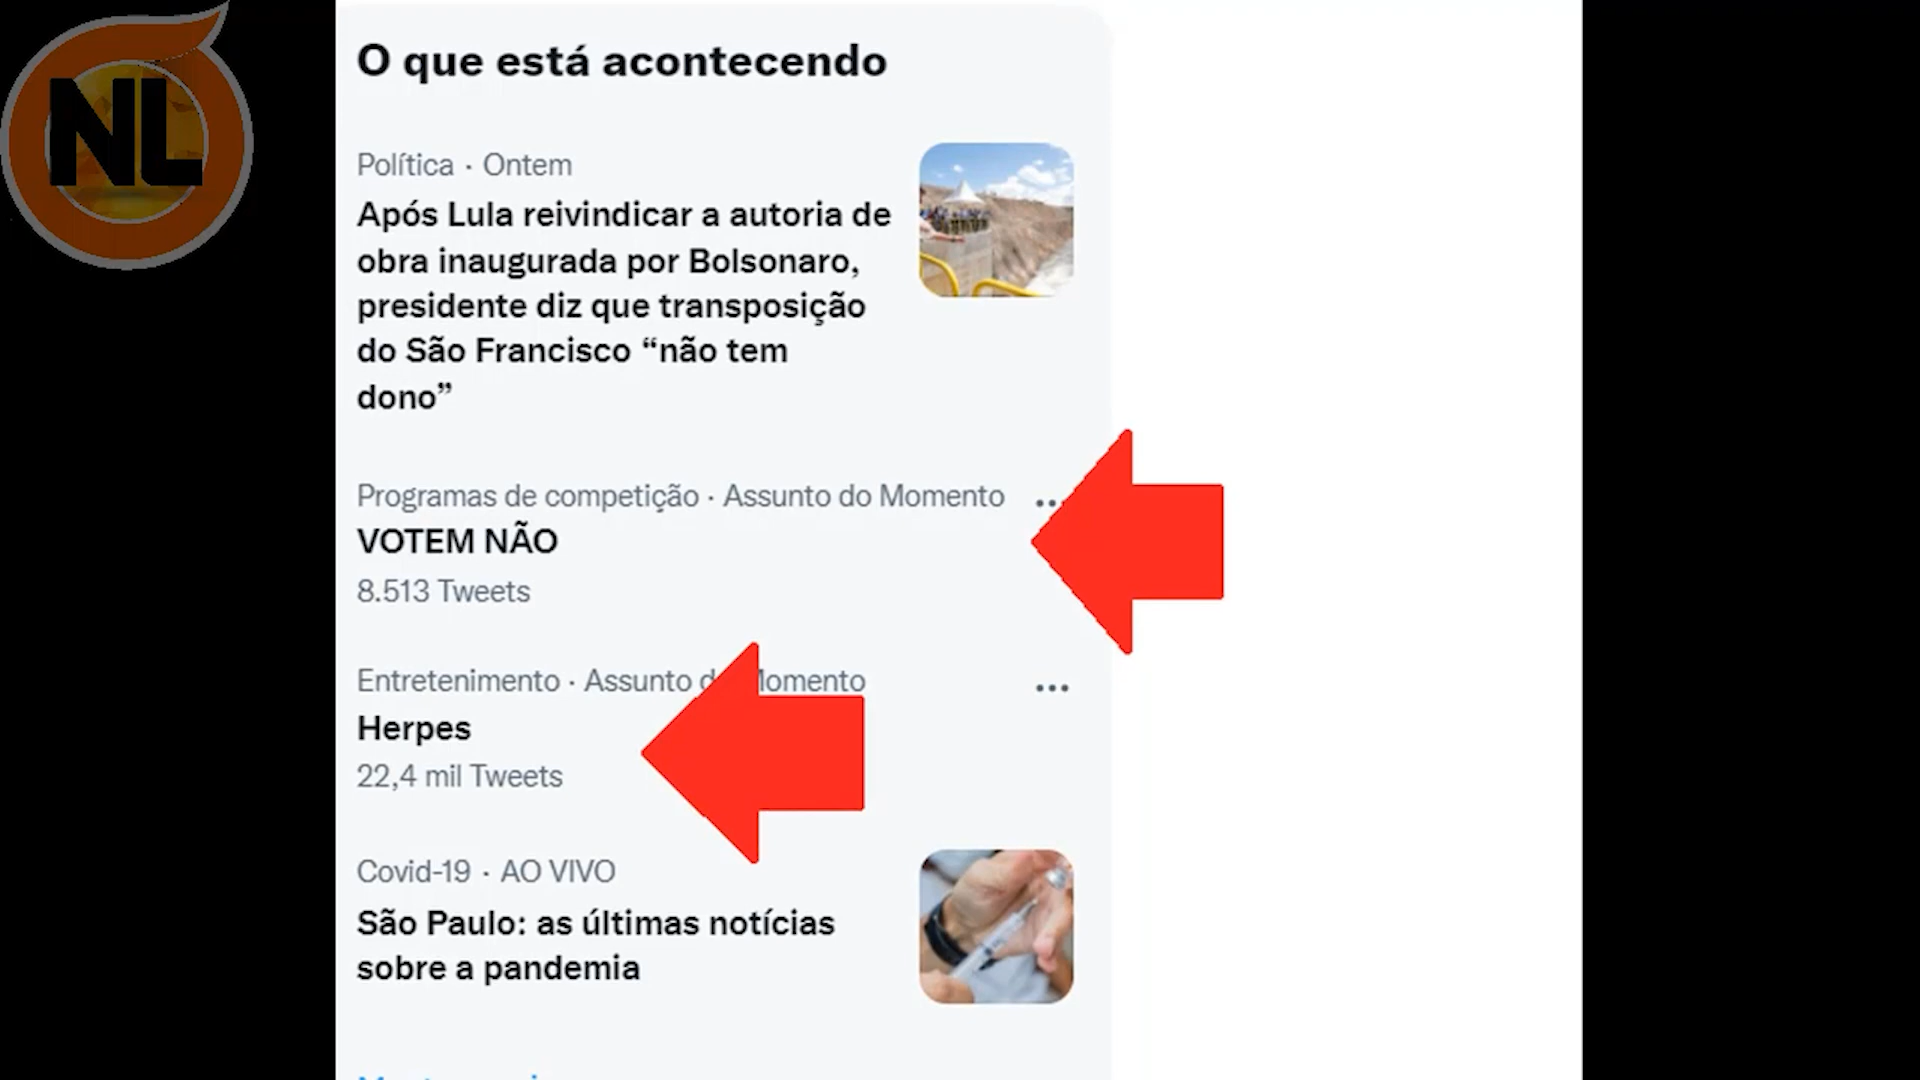 NL
O que está acontecendo
Política · Ontem
Após Lula reivindicar a autoria de
obra inaugurada por Bolsonaro,
presidente diz que transposição
do São Francisco “não tem
dono”
Programas de competição · Assunto do Momento
VOTEM NÃO
8.513 Tweets
Entretenimento · Assunto Momento
Herpes
22,4 mil Tweets
Covid-19 · AO VIVO
São Paulo: as últimas notícias
sobre a pandemia